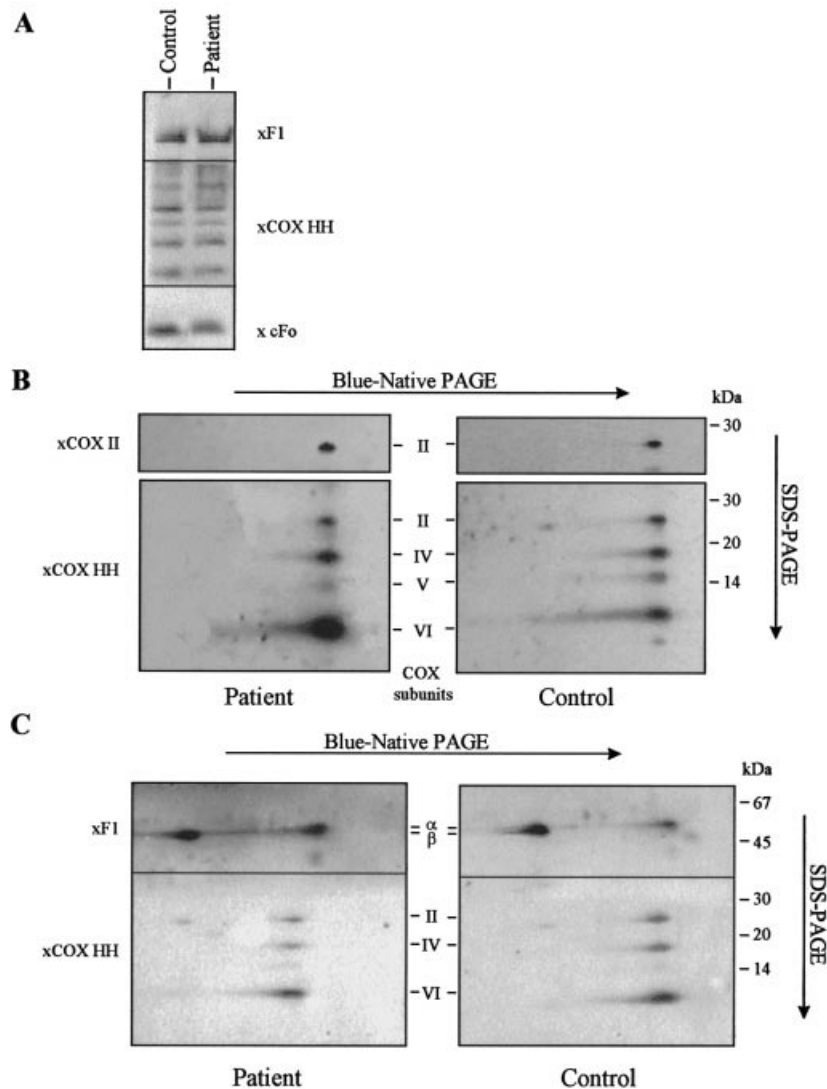 A
– Control
– Patient
xF1
xCOX HH
x cFo
B
Blue-Native PAGE
kDa
xCOX II
– II –
– 30
xCOX HH
– II –
– IV –
– V –
– VI –
– 30
– 20
– 14
SDS-PAGE
COX
subunits
Patient
Control
C
Blue-Native PAGE
kDa
xF1
α
β
– 67
– 45
xCOX HH
– II –
– IV –
– VI –
– 30
– 20
– 14
SDS-PAGE
Patient
Control